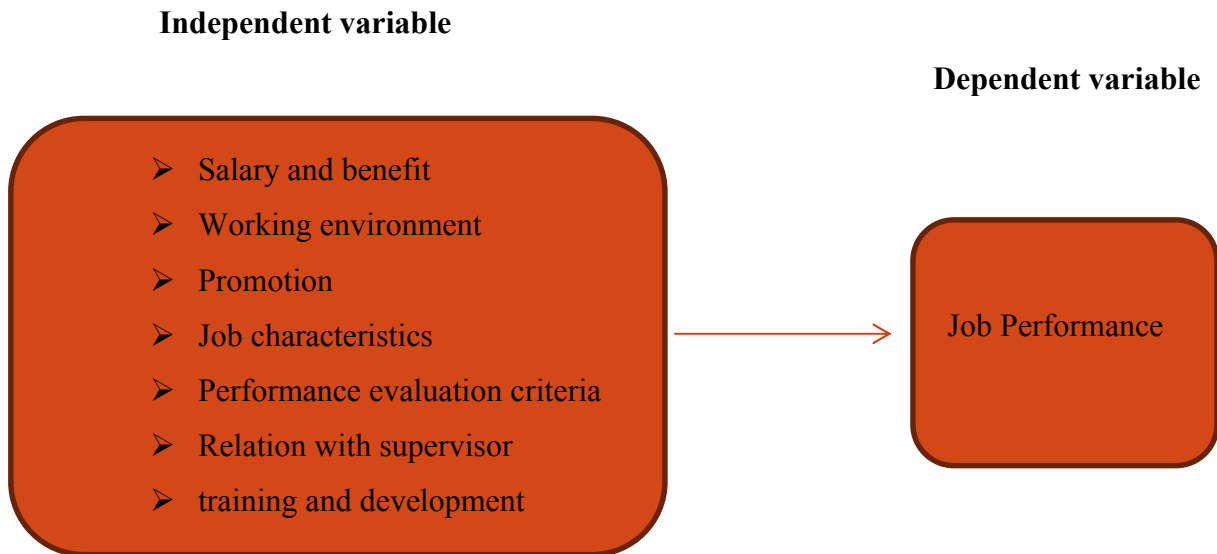 Independent variable
Dependent variable
➢ Salary and benefit
➢ Working environment
➢ Promotion
➢ Job characteristics
➢ Performance evaluation criteria
➢ Relation with supervisor
➢ training and development
Job Performance